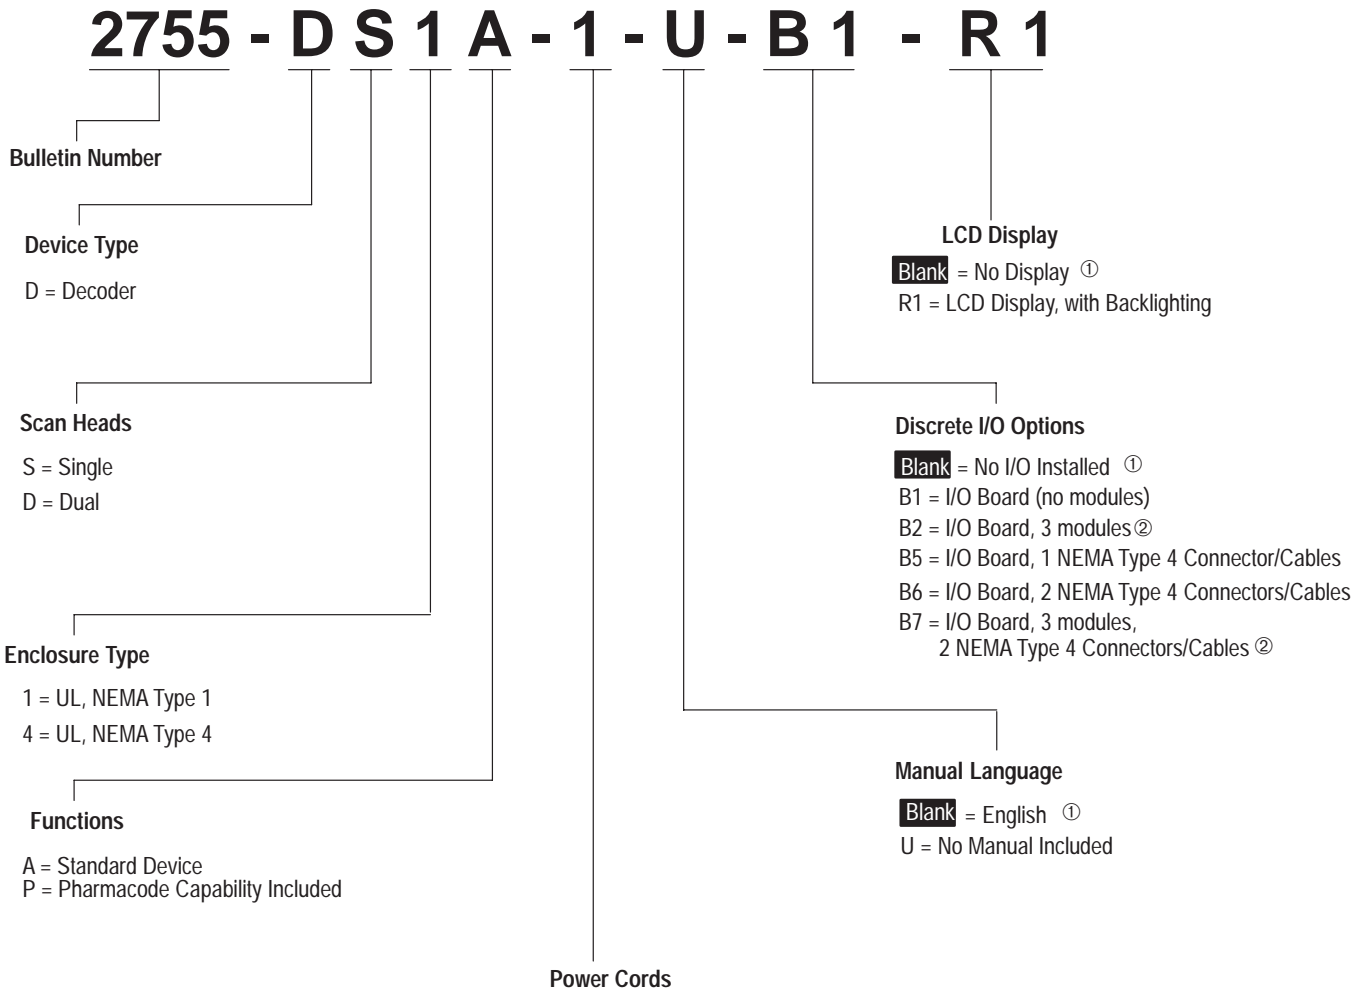 2755 - D S 1 A - 1 - U - B 1 - R 1
Bulletin Number
Device Type
D = Decoder
Scan Heads
S = Single
D = Dual
Enclosure Type
1 = UL, NEMA Type 1
4 = UL, NEMA Type 4
Functions
A = Standard Device
P = Pharmacode Capability Included
Power Cords
LCD Display
Blank = No Display ①
R1 = LCD Display, with Backlighting
Discrete I/O Options
Blank = No I/O Installed ①
B1 = I/O Board (no modules)
B2 = I/O Board, 3 modules ②
B5 = I/O Board, 1 NEMA Type 4 Connector/Cables
B6 = I/O Board, 2 NEMA Type 4 Connectors/Cables
B7 = I/O Board, 3 modules,
2 NEMA Type 4 Connectors/Cables ②
Manual Language
Blank = English ①
U = No Manual Included